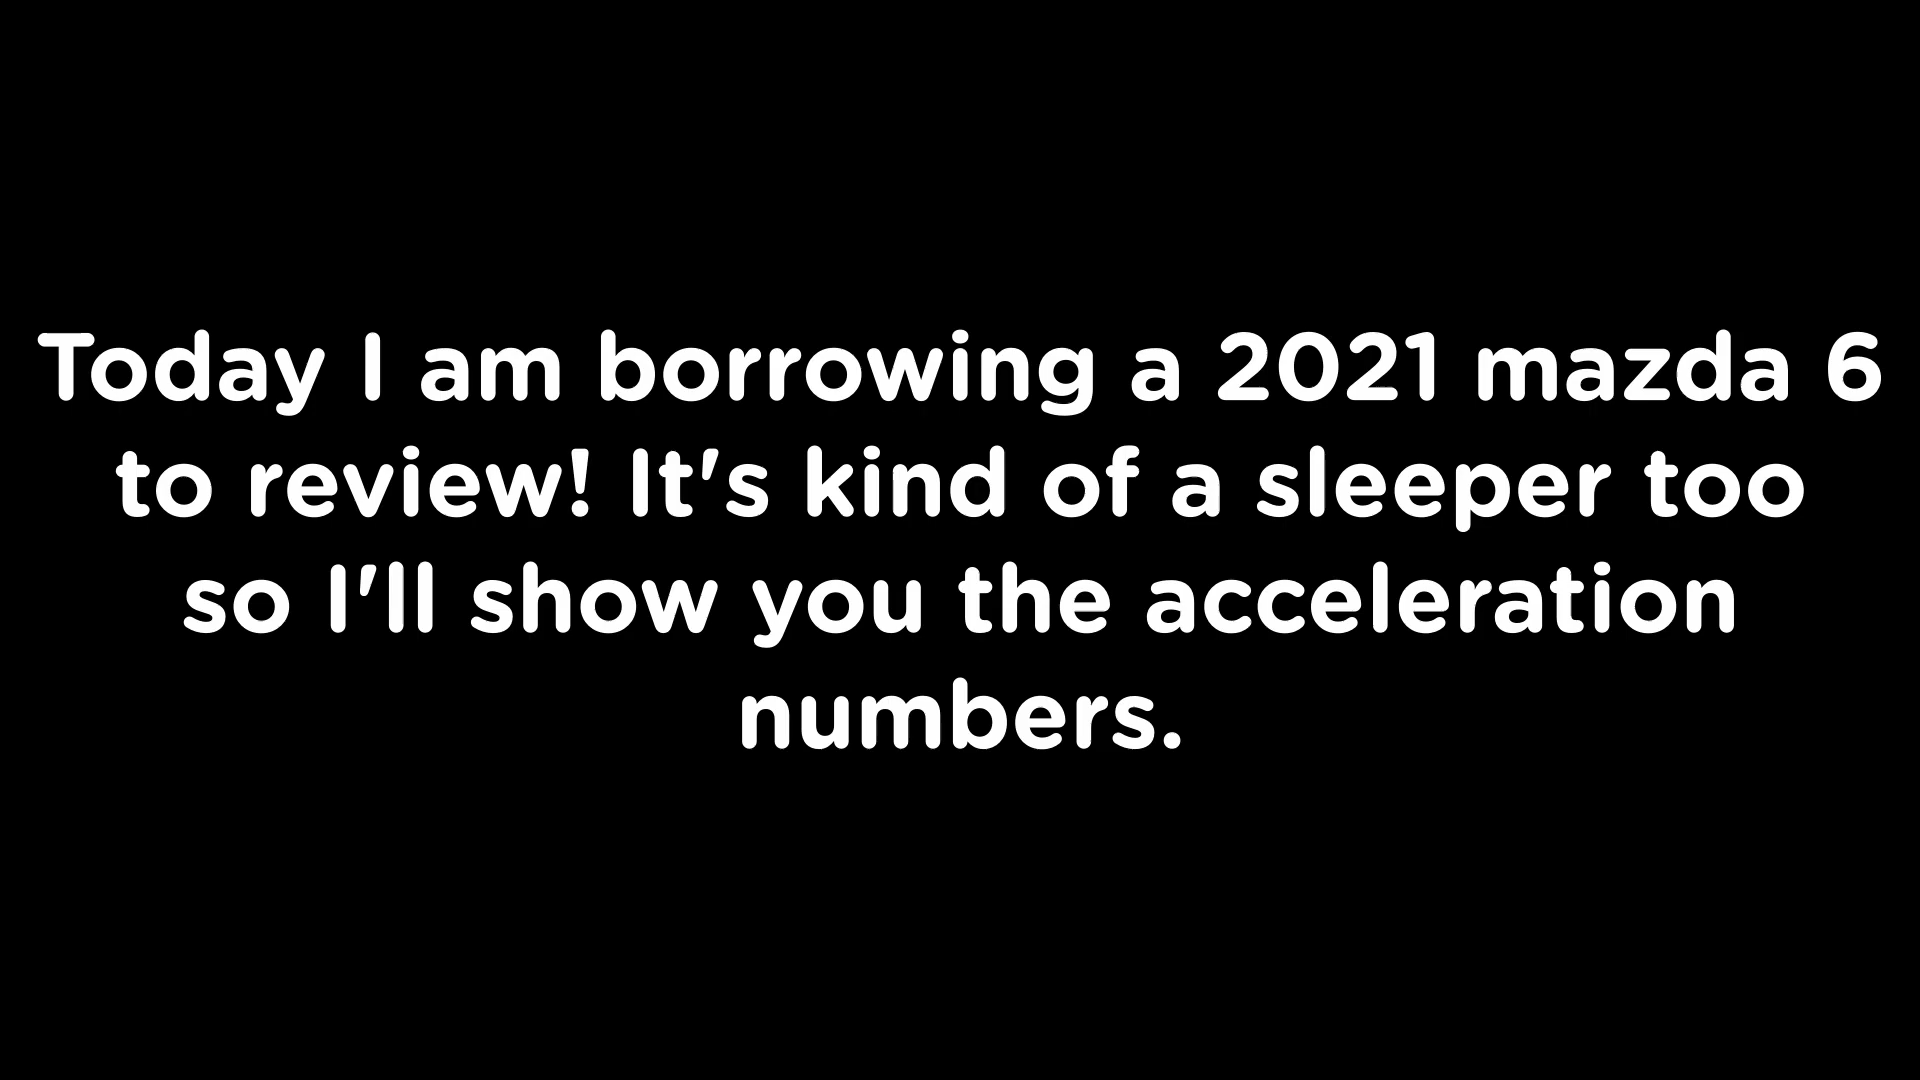 Today I am borrowing a 2021 mazda 6
to review! It's kind of a sleeper too
so I'll show you the acceleration
numbers.